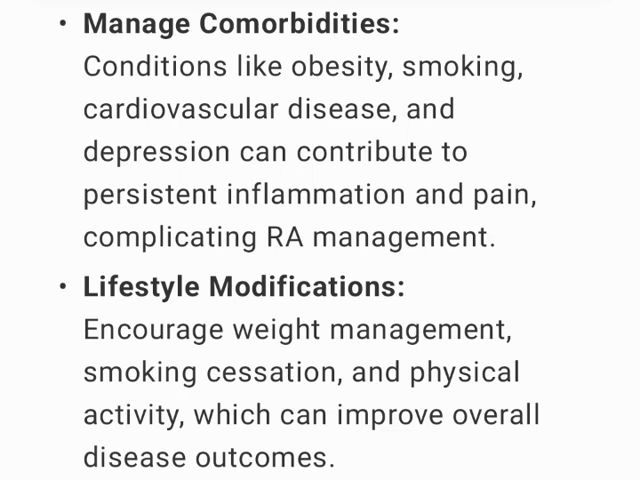 • Manage Comorbidities:
Conditions like obesity, smoking,
cardiovascular disease, and
depression can contribute to
persistent inflammation and pain,
complicating RA management.
• Lifestyle Modifications:
Encourage weight management,
smoking cessation, and physical
activity, which can improve overall
disease outcomes.